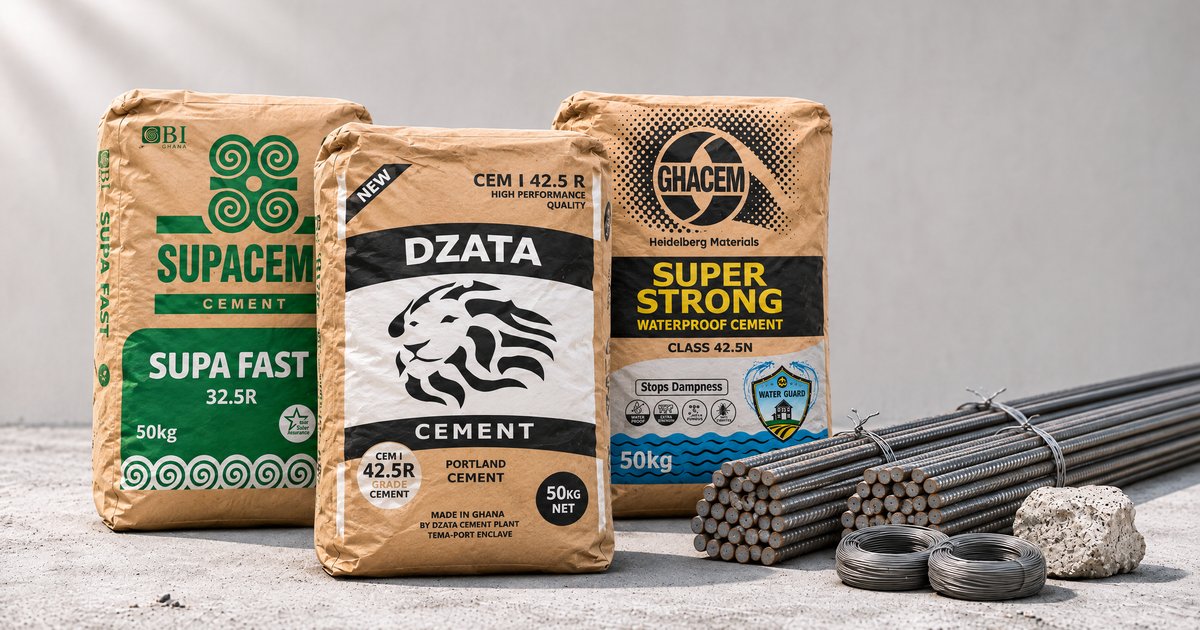 CBI
GHANA
SUPACEM
CEMENT
SUPA FAST
32.5R
50kg
SUPA FAST
NEW
CEM I 42.5 R
HIGH PERFORMANCE
QUALITY
DZATA
CEMENT
CEM I
42.5R
GRADE
CEMENT
PORTLAND
CEMENT
50KG
NET
MADE IN GHANA
BY DZATA CEMENT PLANT
TEMA-PORT ENCLAVE
GHACEM
Heidelberg Materials
SUPER
STRONG
WATERPROOF CEMENT
CLASS 42.5N
Stops Dampness
WATER GUARD
50kg